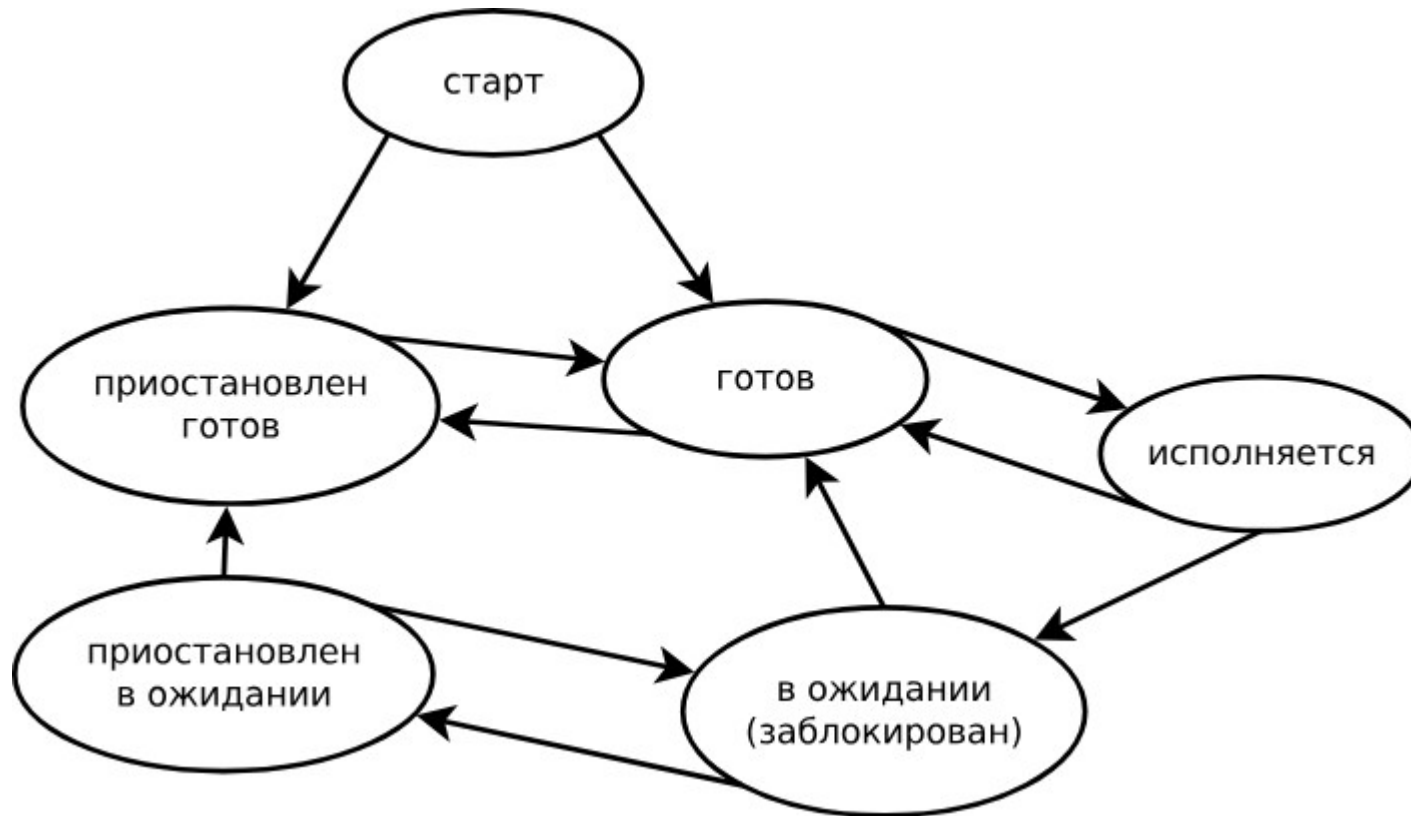 старт
приостановлен
готов
готов
исполняется
приостановлен
в ожидании
в ожидании
(заблокирован)